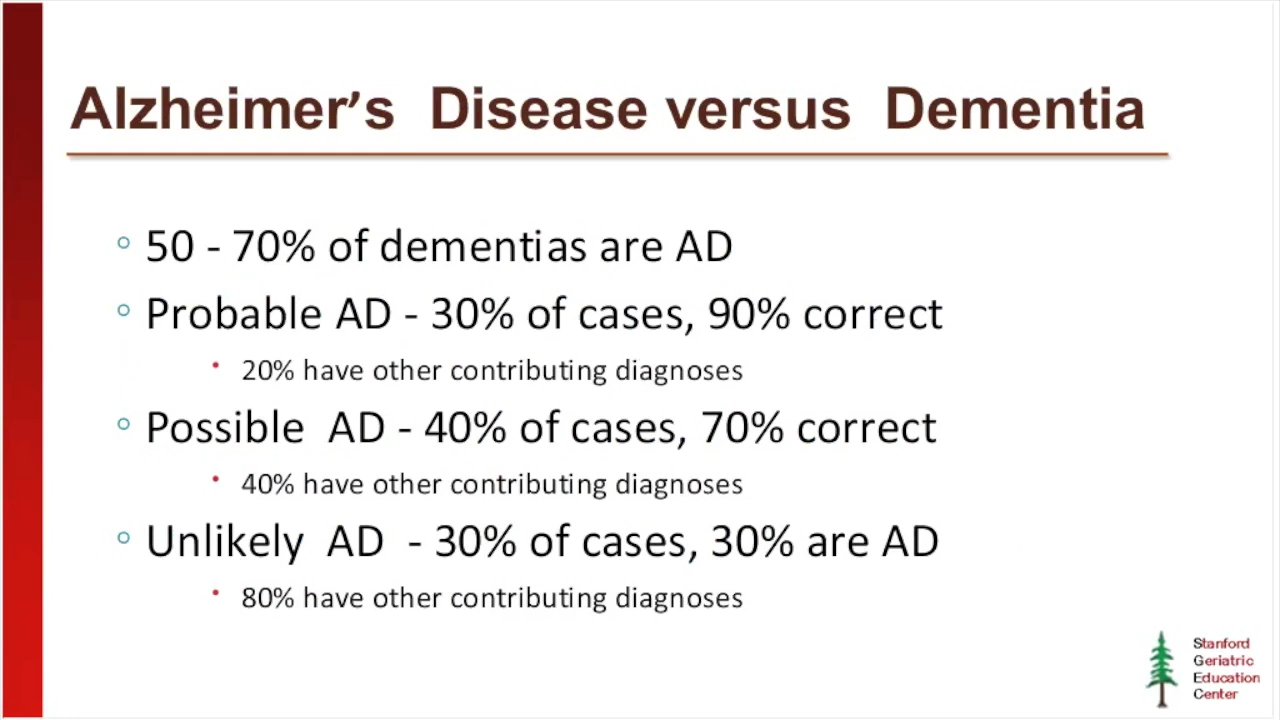 Alzheimer’s Disease versus Dementia
50 - 70% of dementias are AD
Probable AD - 30% of cases, 90% correct
20% have other contributing diagnoses
Possible AD - 40% of cases, 70% correct
40% have other contributing diagnoses
Unlikely AD - 30% of cases, 30% are AD
80% have other contributing diagnoses
Stanford
Geriatric
Education
Center